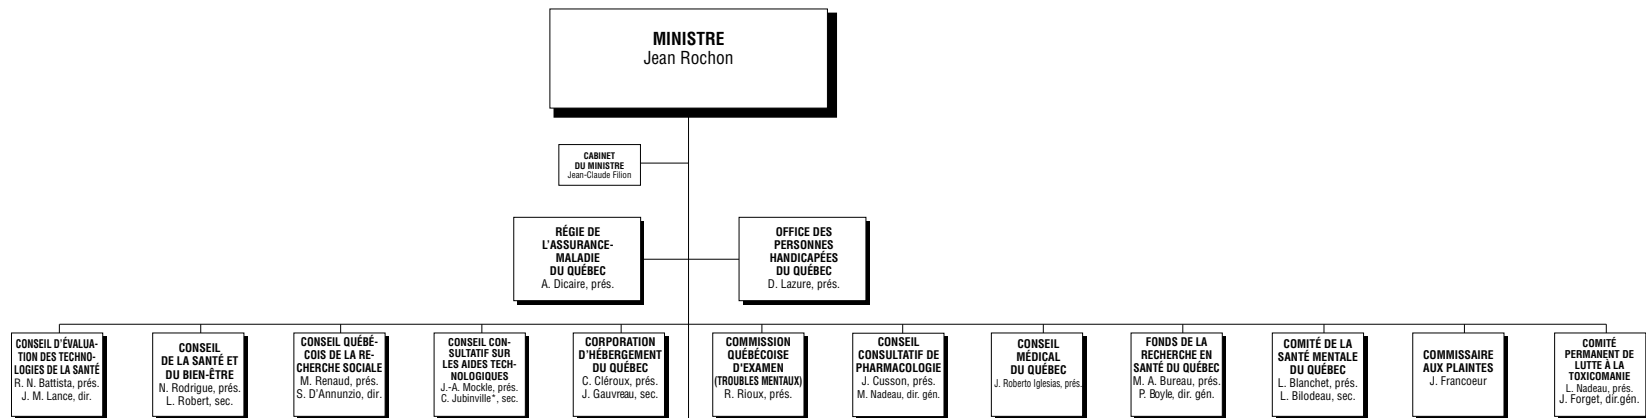 MINISTRE
Jean Rochon
CABINET
DU MINISTRE
Jean-Claude Filion
RÉGIE DE
L'ASSURANCE-
MALADIE
DU QUÉBEC
A. Dicaire, prés.
OFFICE DES
PERSONNES
HANDICAPÉES
DU QUÉBEC
D. Lazure, prés.
CONSEIL D'ÉVALUA-
TION DES TECHNO-
LOGIES DE LA SANTÉ
R. N. Battista, prés.
J. M. Lance, dir.
CONSEIL
DE LA SANTÉ ET
DU BIEN-ÊTRE
N. Rodrigue, prés.
L. Robert, sec.
CONSEIL QUÉBÉ-
COIS DE LA RE-
CHERCHE SOCIALE
M. Renaud, prés.
S. D'Annunzio, dir.
CONSEIL CON-
SULTATIF SUR
LES AIDES TECH-
NOLOGIQUES
J.-A. Mockle, prés.
C. Jubinville*, sec.
CORPORATION
D'HÉBERGEMENT
DU QUÉBEC
C. Cléroux, prés.
J. Gauvreau, sec.
COMMISSION
QUÉBÉCOISE
D'EXAMEN
(TROUBLES MENTAUX)
R. Rioux, prés.
CONSEIL
CONSULTATIF DE
PHARMACOLOGIE
J. Cusson, prés.
M. Nadeau, dir. gén.
CONSEIL
MÉDICAL
DU QUÉBEC
J. Roberto Iglesias, prés.
FONDS DE LA
RECHERCHE EN
SANTÉ DU QUÉBEC
M. A. Bureau, prés.
P. Boyle, dir. gén.
COMITÉ DE LA
SANTÉ MENTALE
DU QUÉBEC
L. Blanchet, prés.
L. Bilodeau, sec.
COMMISSAIRE
AUX PLAINTES
J. Francoeur
COMITÉ
PERMANENT DE
LUTTE À LA
TOXICOMANIE
L. Nadeau, prés.
J. Forget, dir.gén.